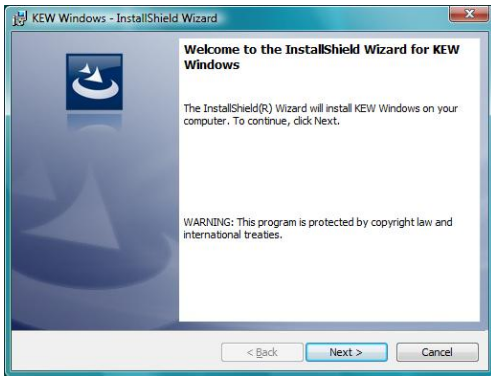 KEW Windows - InstallShield Wizard
Welcome to the InstallShield Wizard for KEW
Windows
The InstallShield(R) Wizard will install KEW Windows on your
computer. To continue, click Next.
WARNING: This program is protected by copyright law and
international treaties.
< Back
Next >
Cancel